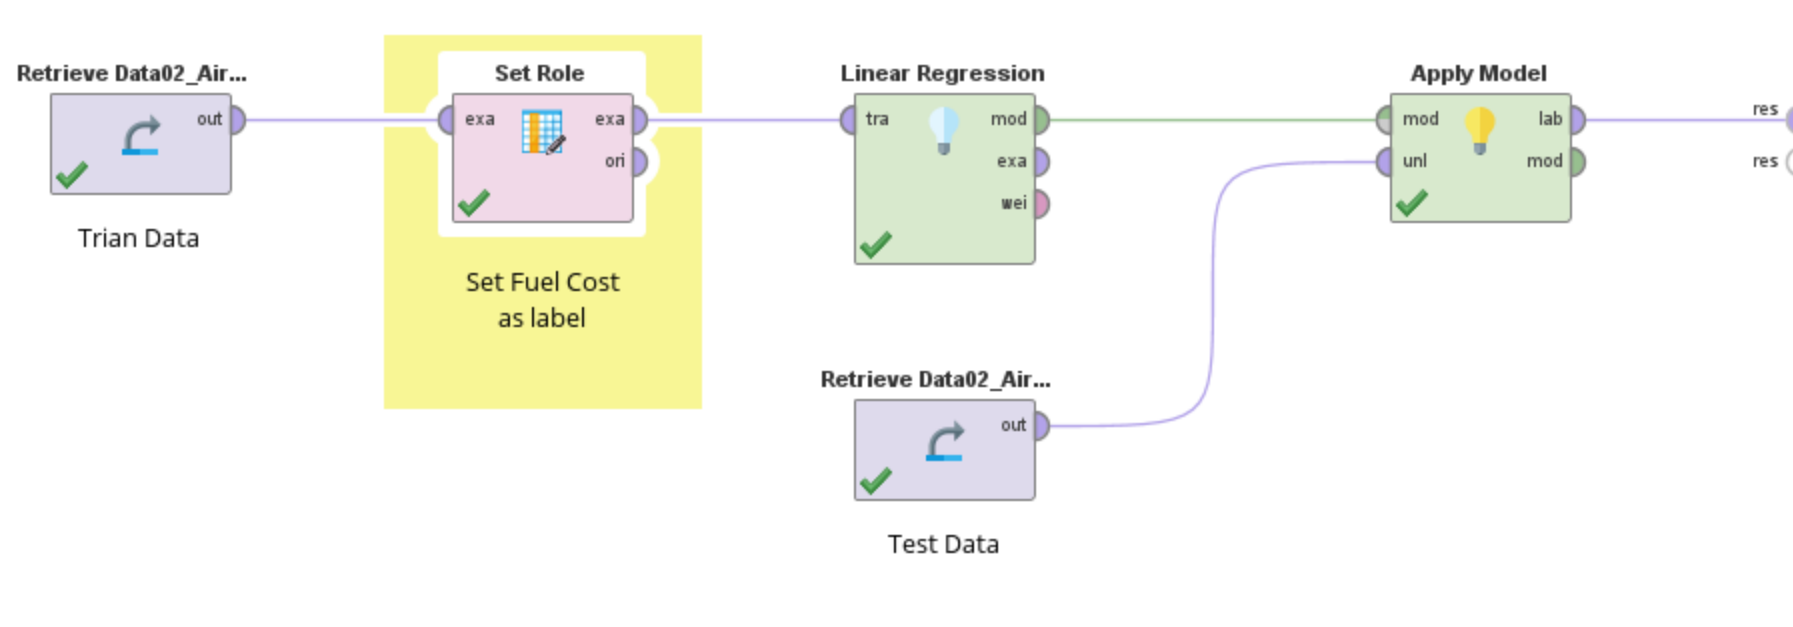 Retrieve Data02_Air...
out
Trian Data
Set Role
exa
exa
ori
Set Fuel Cost
as label
Linear Regression
tra
mod
exa
wei
Retrieve Data02_Air...
out
Test Data
Apply Model
mod
lab
unl
mod
res
res